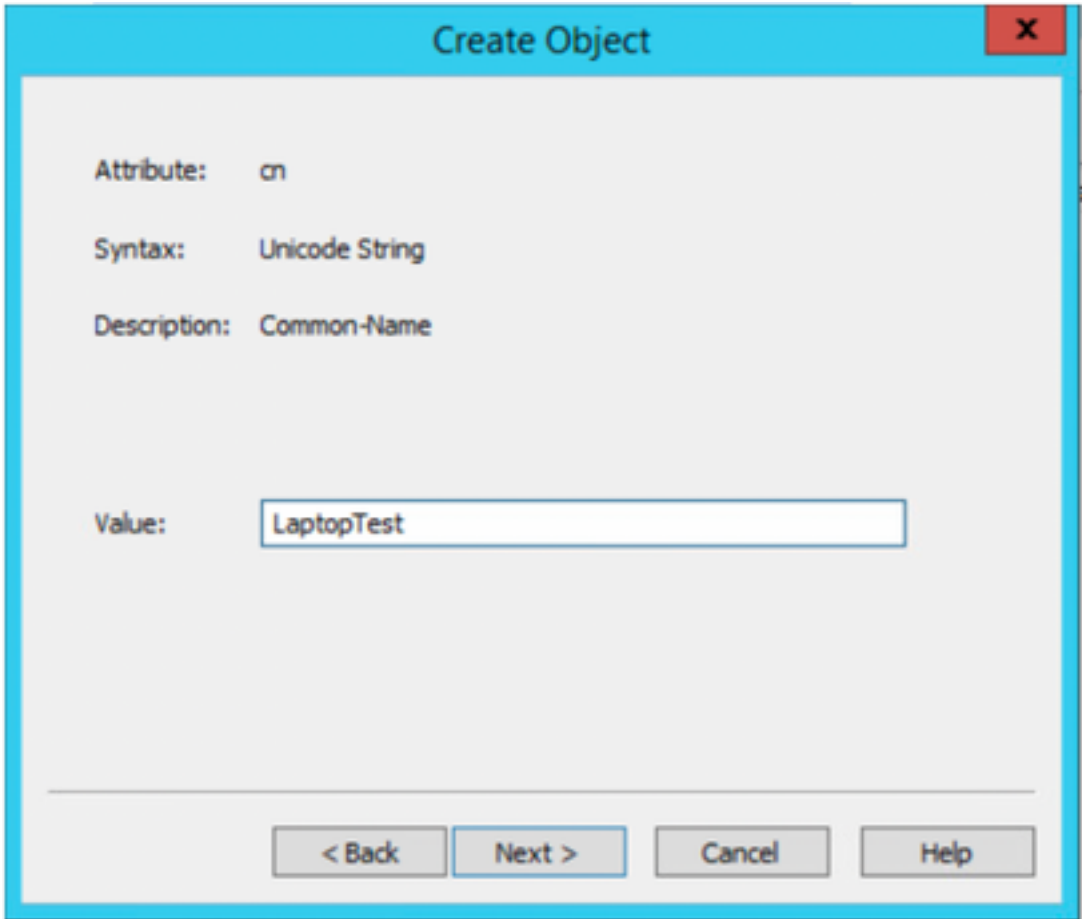 Create Object
x
Attribute: cn
Syntax: Unicode String
Description: Common-Name
Value: LaptopTest
< Back Next > Cancel Help